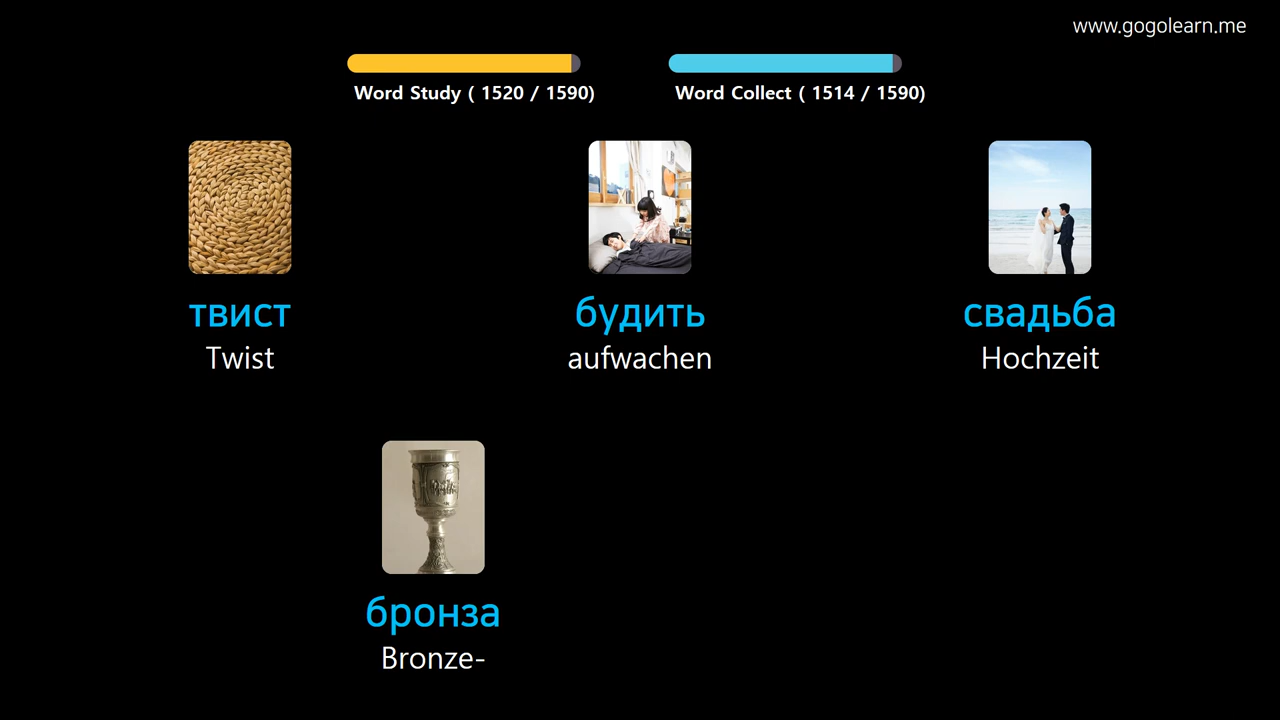 www.gogolearn.me
Word Study ( 1520 / 1590)
Word Collect ( 1514 / 1590)
твист
Twist
будить
aufwachen
свадьба
Hochzeit
бронза
Bronze-